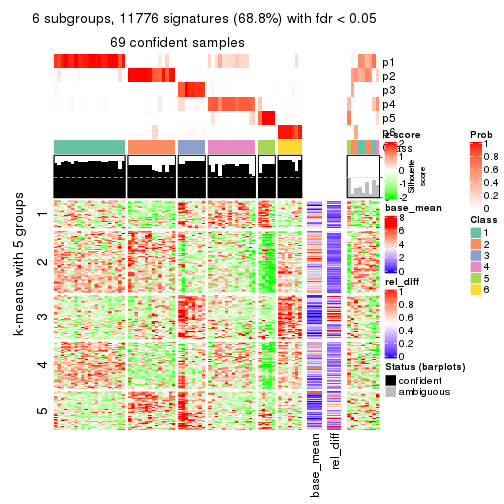 6 subgroups, 11776 signatures (68.8%) with fdr < 0.05
69 confident samples
p1
p2
p3
p4
p5
p6
Class
Silhouette
score
k-means with 5 groups
1
2
3
4
5
base_mean
rel_diff
z_score
2
1
0
-1
-2
base_mean
8
6
4
2
0
rel_diff
1
0.8
0.6
0.4
0.2
0
Status (barplots)
confident
ambiguous
Prob
1
0.8
0.6
0.4
0.2
0
Class
1
2
3
4
5
6